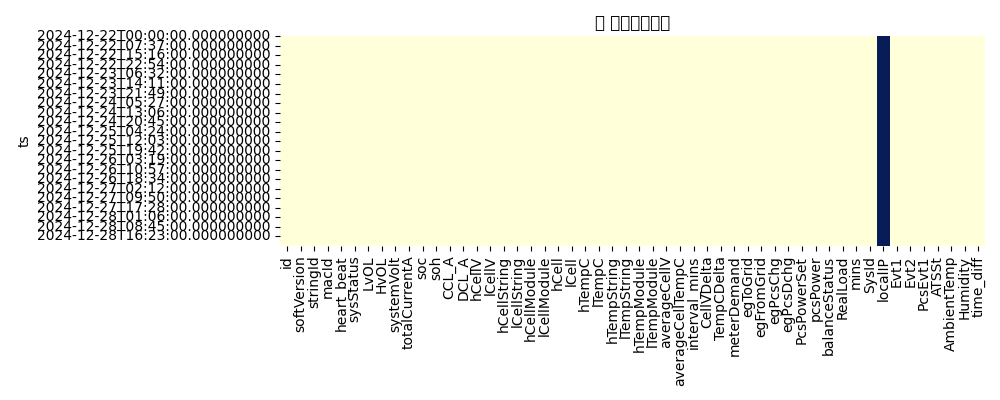 2024-12-22T00:00:00.000000000
2024-12-22T07:37:00.000000000
2024-12-22T15:16:00.000000000
2024-12-22T22:54:00.000000000
2024-12-23T06:32:00.000000000
2024-12-23T14:11:00.000000000
2024-12-23T21:49:00.000000000
2024-12-24T05:27:00.000000000
2024-12-24T13:06:00.000000000
2024-12-24T20:45:00.000000000
2024-12-25T04:24:00.000000000
2024-12-25T12:03:00.000000000
2024-12-25T19:42:00.000000000
2024-12-26T03:19:00.000000000
2024-12-26T10:57:00.000000000
2024-12-26T18:34:00.000000000
2024-12-27T02:12:00.000000000
2024-12-27T09:50:00.000000000
2024-12-27T17:28:00.000000000
2024-12-28T01:06:00.000000000
2024-12-28T08:45:00.000000000
2024-12-28T16:23:00.000000000
ts
id
softVersion
stringId
macId
heart_beat
sysStatus
LvOL
HvOL
systemVolt
totalCurrentA
soc
soh
CCL_A
DCL_A
hCellV
lCellV
hCellString
lCellString
hCellModule
lCellModule
hCell
lCell
hTempC
lTempC
hTempString
lTempString
hTempModule
lTempModule
averageCellV
averageCellTempC
interval_mins
CellVDelta
TempCDelta
meterDemand
egToGrid
egFromGrid
egPcsChg
egPcsDchg
PcsPowerSet
pcsPower
balanceStatus
RealLoad
mins
SysId
localIP
Evt1
Evt2
PcsEvt1
ATSSt
AmbientTemp
Humidity
time_diff